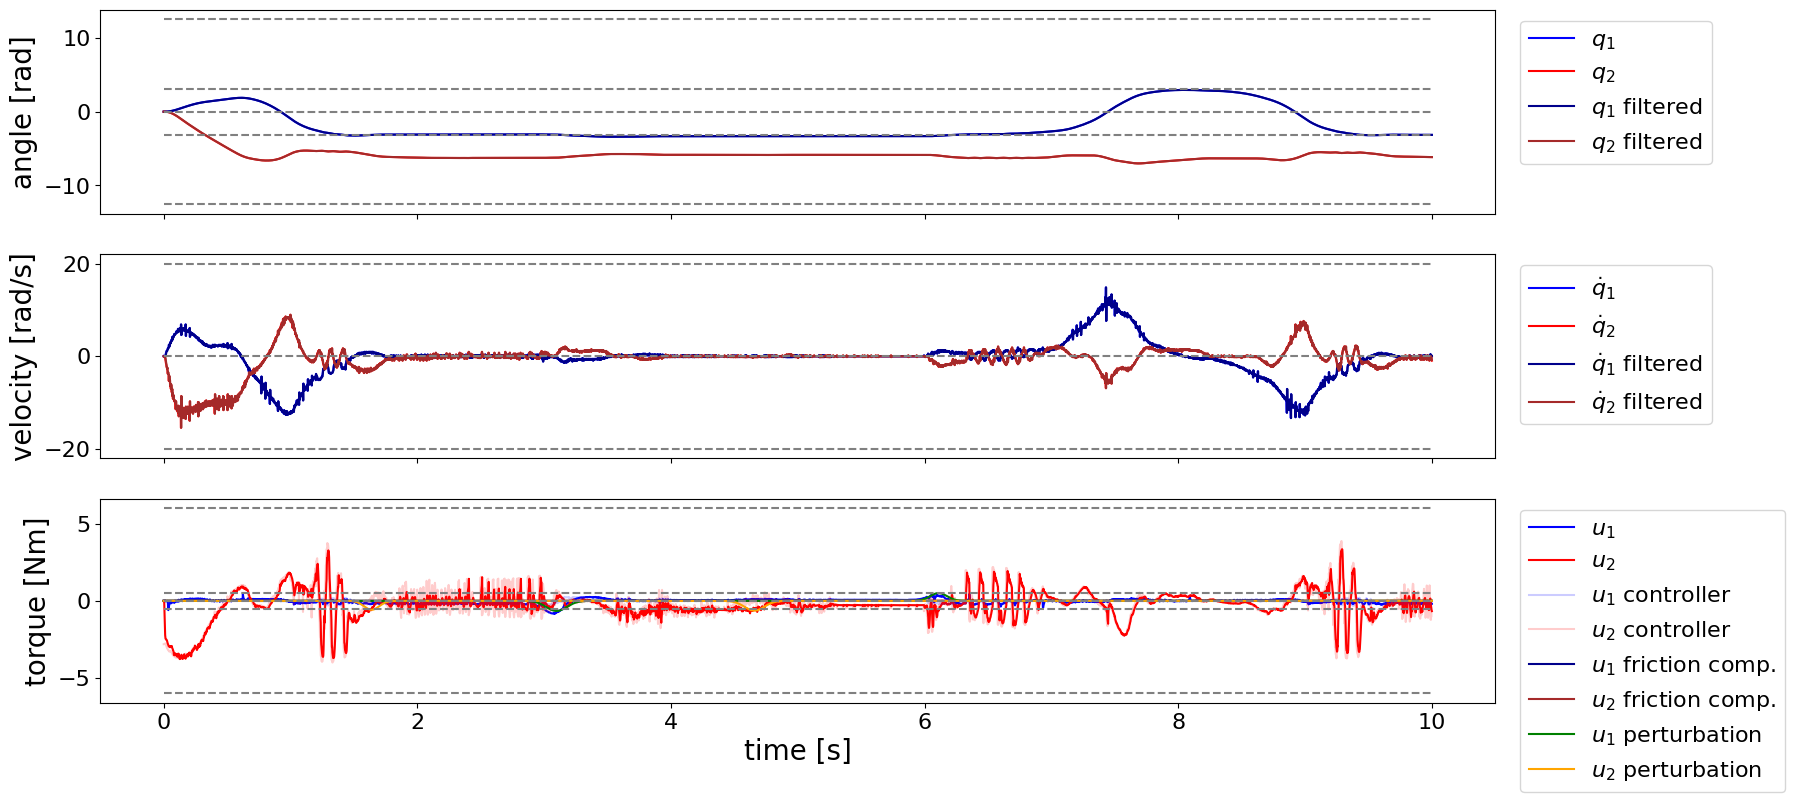 angle [rad]
10
0
−10
q₁
q₂
q₁ filtered
q₂ filtered
velocity [rad/s]
20
0
−20
q̇₁
q̇₂
q̇₁ filtered
q̇₂ filtered
torque [Nm]
5
0
−5
0 2 4 6 8 10
time [s]
u₁
u₂
u₁ controller
u₂ controller
u₁ friction comp.
u₂ friction comp.
u₁ perturbation
u₂ perturbation